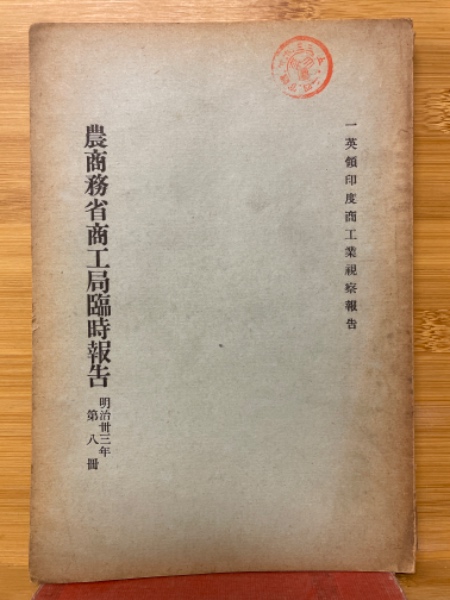 一英領印度商工業視察報告
農商務省商工局臨時報告
明治卅三年
第八冊